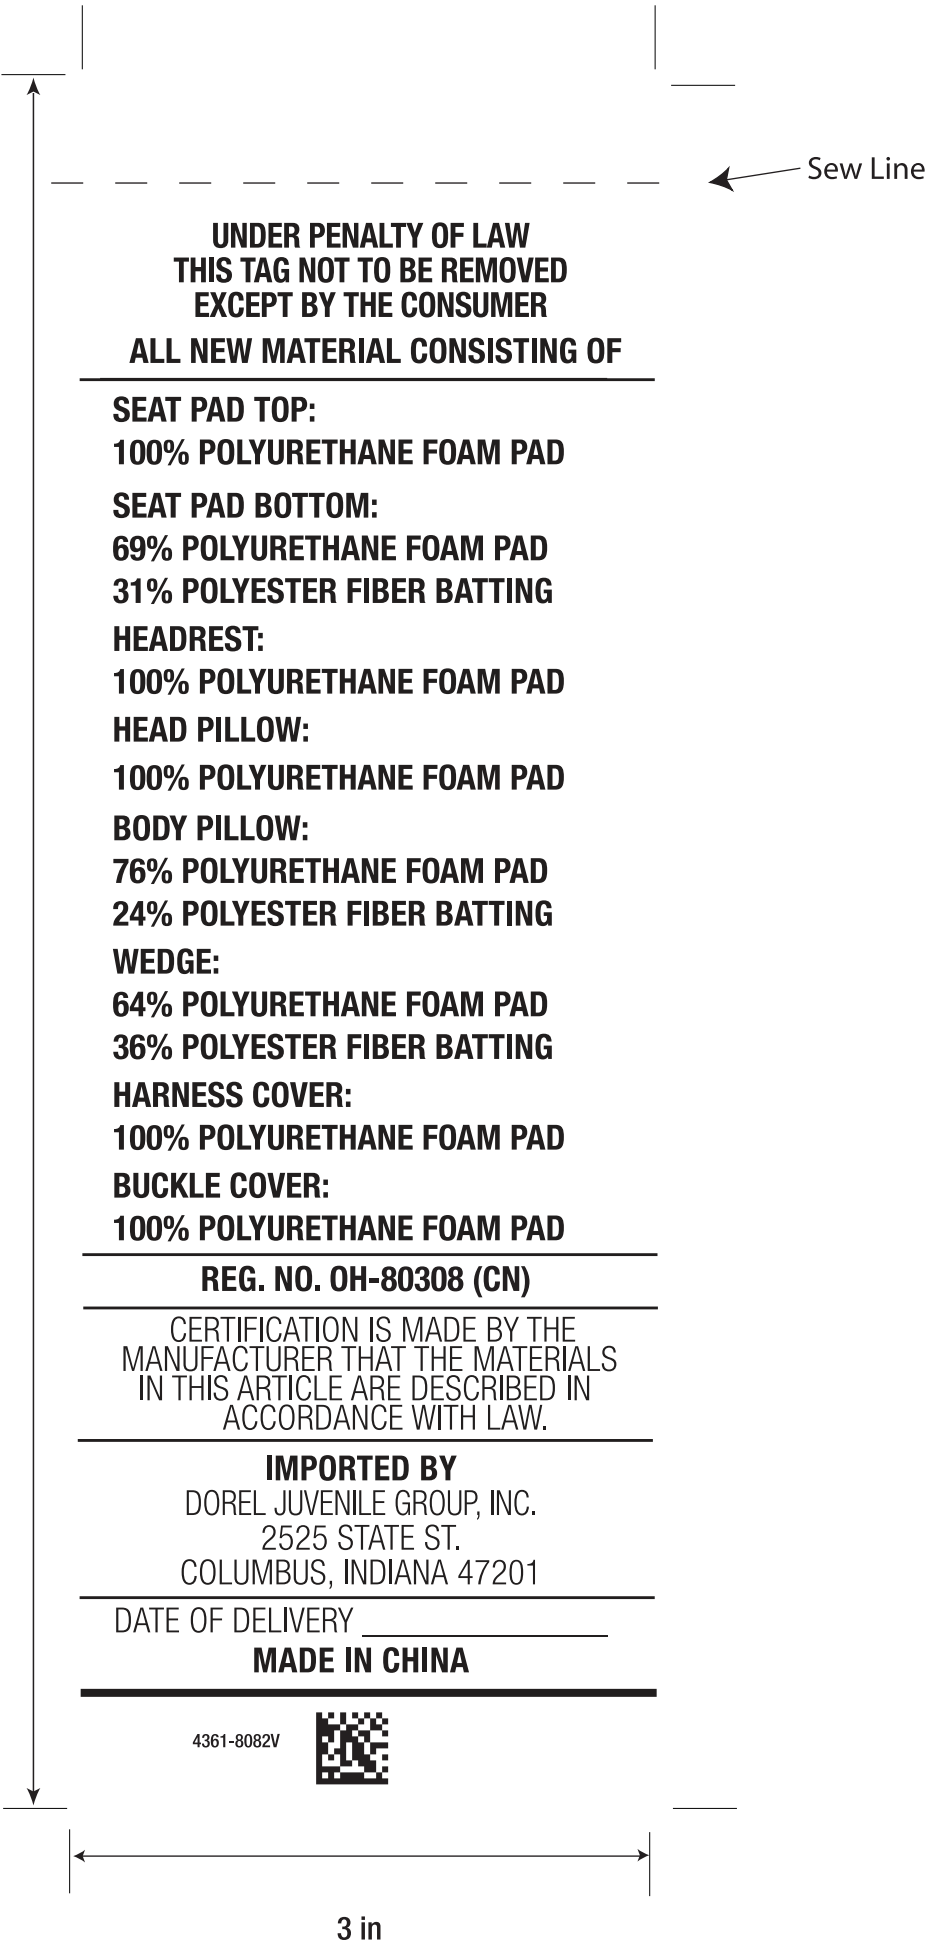 Sew Line
UNDER PENALTY OF LAW
THIS TAG NOT TO BE REMOVED
EXCEPT BY THE CONSUMER
ALL NEW MATERIAL CONSISTING OF
SEAT PAD TOP:
100% POLYURETHANE FOAM PAD
SEAT PAD BOTTOM:
69% POLYURETHANE FOAM PAD
31% POLYESTER FIBER BATTING
HEADREST:
100% POLYURETHANE FOAM PAD
HEAD PILLOW:
100% POLYURETHANE FOAM PAD
BODY PILLOW:
76% POLYURETHANE FOAM PAD
24% POLYESTER FIBER BATTING
WEDGE:
64% POLYURETHANE FOAM PAD
36% POLYESTER FIBER BATTING
HARNESS COVER:
100% POLYURETHANE FOAM PAD
BUCKLE COVER:
100% POLYURETHANE FOAM PAD
REG. NO. OH-80308 (CN)
CERTIFICATION IS MADE BY THE
MANUFACTURER THAT THE MATERIALS
IN THIS ARTICLE ARE DESCRIBED IN
ACCORDANCE WITH LAW.
IMPORTED BY
DOREL JUVENILE GROUP, INC.
2525 STATE ST.
COLUMBUS, INDIANA 47201
DATE OF DELIVERY
MADE IN CHINA
4361-8082V
3 in